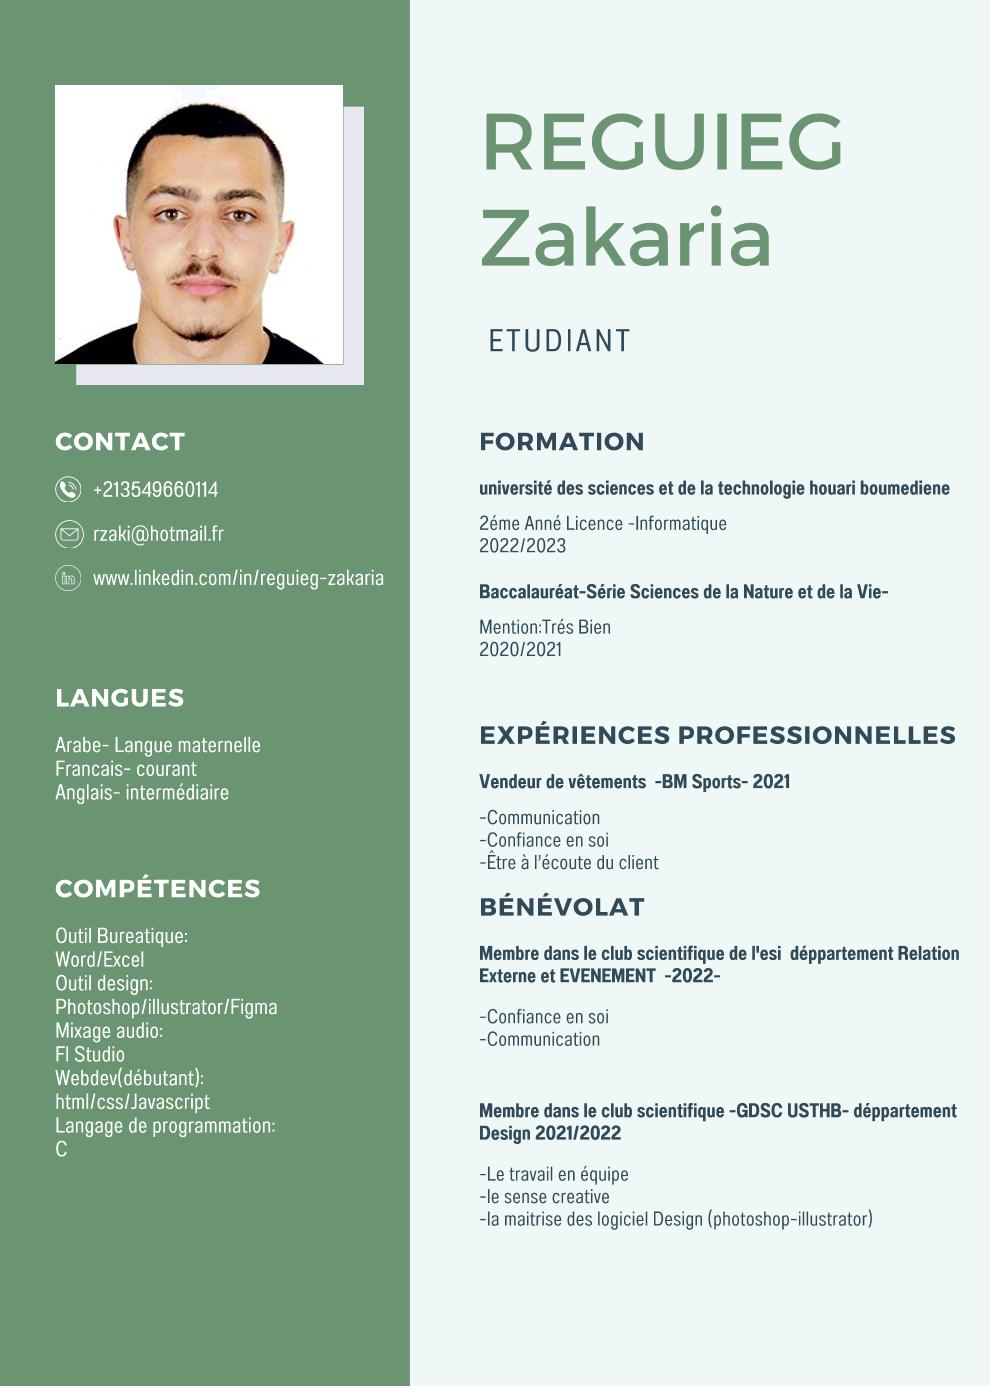 REGUIEG
Zakaria
ETUDIANT
CONTACT
+213549660114
rzaki@hotmail.fr
www.linkedin.com/in/reguieg-zakaria
LANGUES
Arabe- Langue maternelle
Francais- courant
Anglais- intermédiaire
COMPÉTENCES
Outil Bureatique:
Word/Excel
Outil design:
Photoshop/illustrator/Figma
Mixage audio:
Fl Studio
Webdev(débutant):
html/css/Javascript
Langage de programmation:
C
FORMATION
université des sciences et de la technologie houari boumediene
2éme Anné Licence -Informatique
2022/2023
Baccalauréat-Série Sciences de la Nature et de la Vie-
Mention:Trés Bien
2020/2021
EXPÉRIENCES PROFESSIONNELLES
Vendeur de vêtements -BM Sports- 2021
-Communication
-Confiance en soi
-Être à l'écoute du client
BÉNÉVOLAT
Membre dans le club scientifique de l'esi déppartement Relation
Externe et EVENEMENT -2022-
-Confiance en soi
-Communication
Membre dans le club scientifique -GDSC USTHB- déppartement
Design 2021/2022
-Le travail en équipe
-le sense creative
-la maitrise des logiciel Design (photoshop-illustrator)